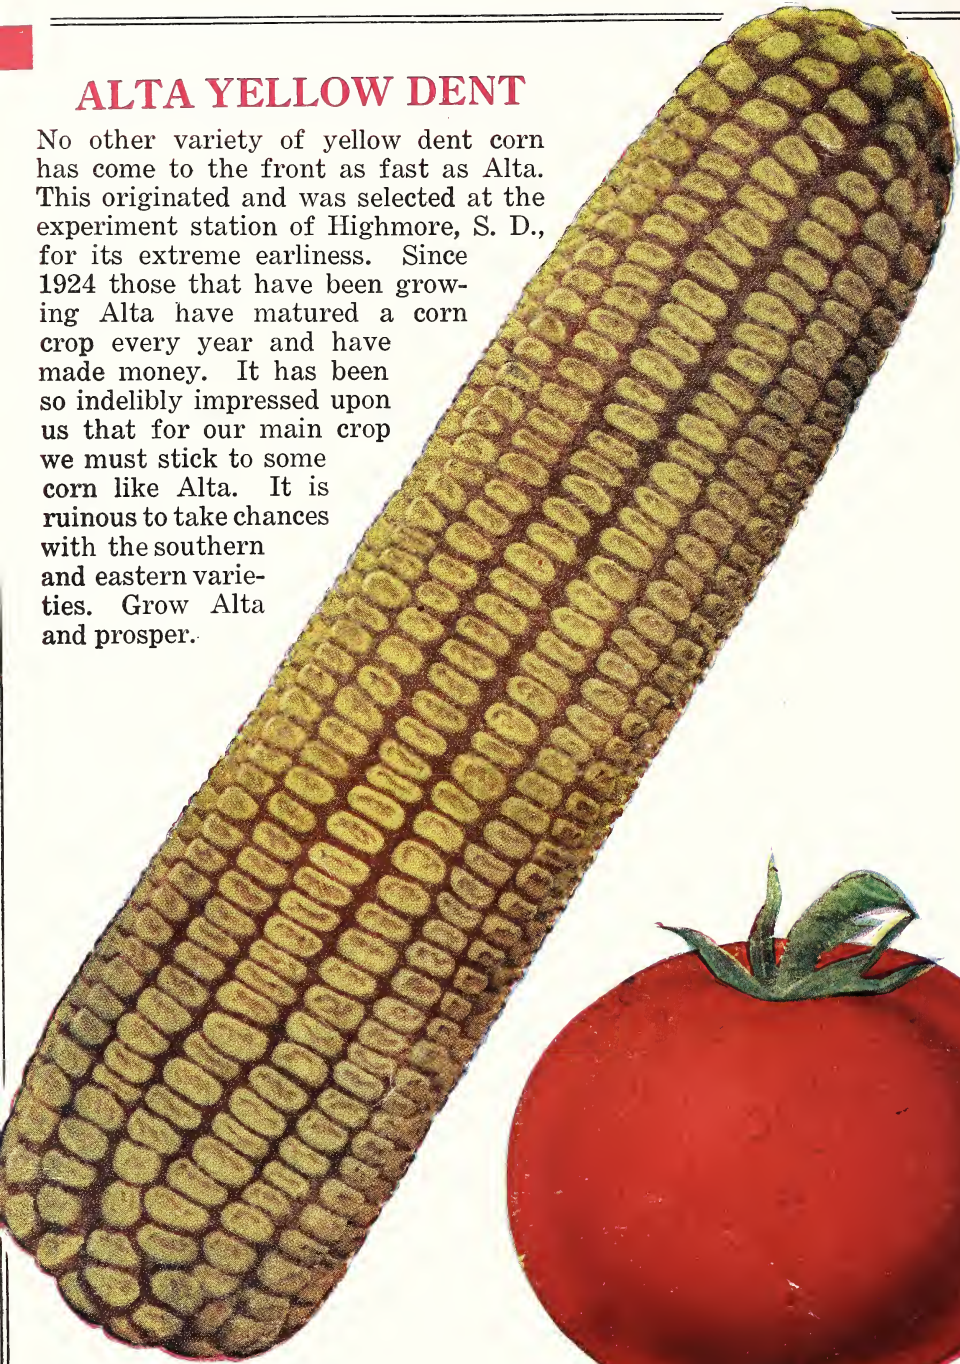 ALTA YELLOW DENT
No other variety of yellow dent corn
has come to the front as fast as Alta.
This originated and was selected at the
experiment station of Highmore, S. D.,
for its extreme earliness. Since
1924 those that have been grow-
ing Alta have matured a corn
crop every year and have
made money. It has been
so indelibly impressed upon
us that for our main crop
we must stick to some
corn like Alta. It is
ruinous to take chances
with the southern
and eastern varie-
ties. Grow Alta
and prosper.